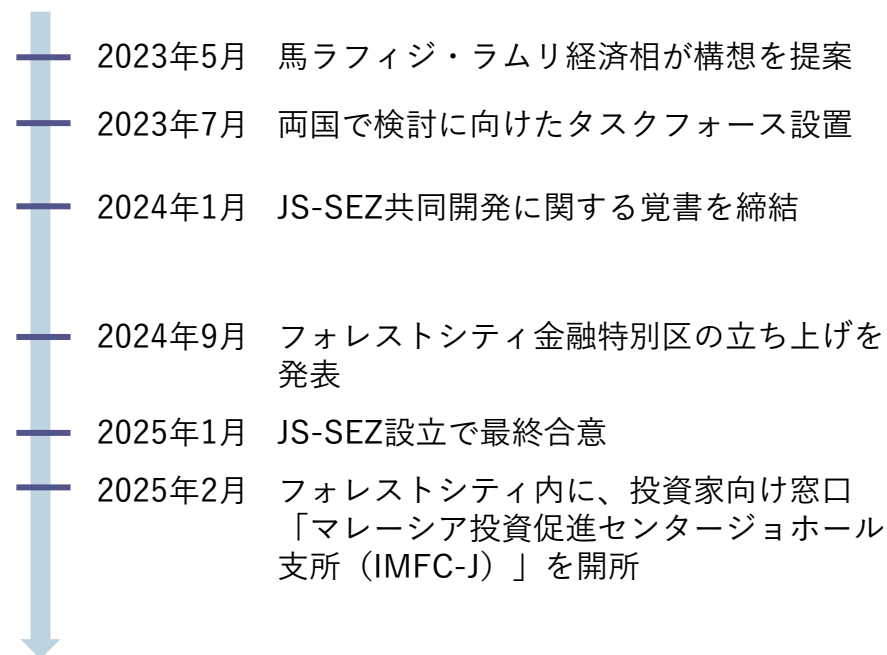 2023年5月 馬ラフィジ・ラムリ経済相が構想を提案
2023年7月 両国で検討に向けたタスクフォース設置
2024年1月 JS-SEZ共同開発に関する覚書を締結
2024年9月 フォレストシティ金融特別区の立ち上げを
発表
2025年1月 JS-SEZ設立で最終合意
2025年2月 フォレストシティ内に、投資家向け窓口
「マレーシア投資促進センタージョホール
支所（IMFC-J）」を開所